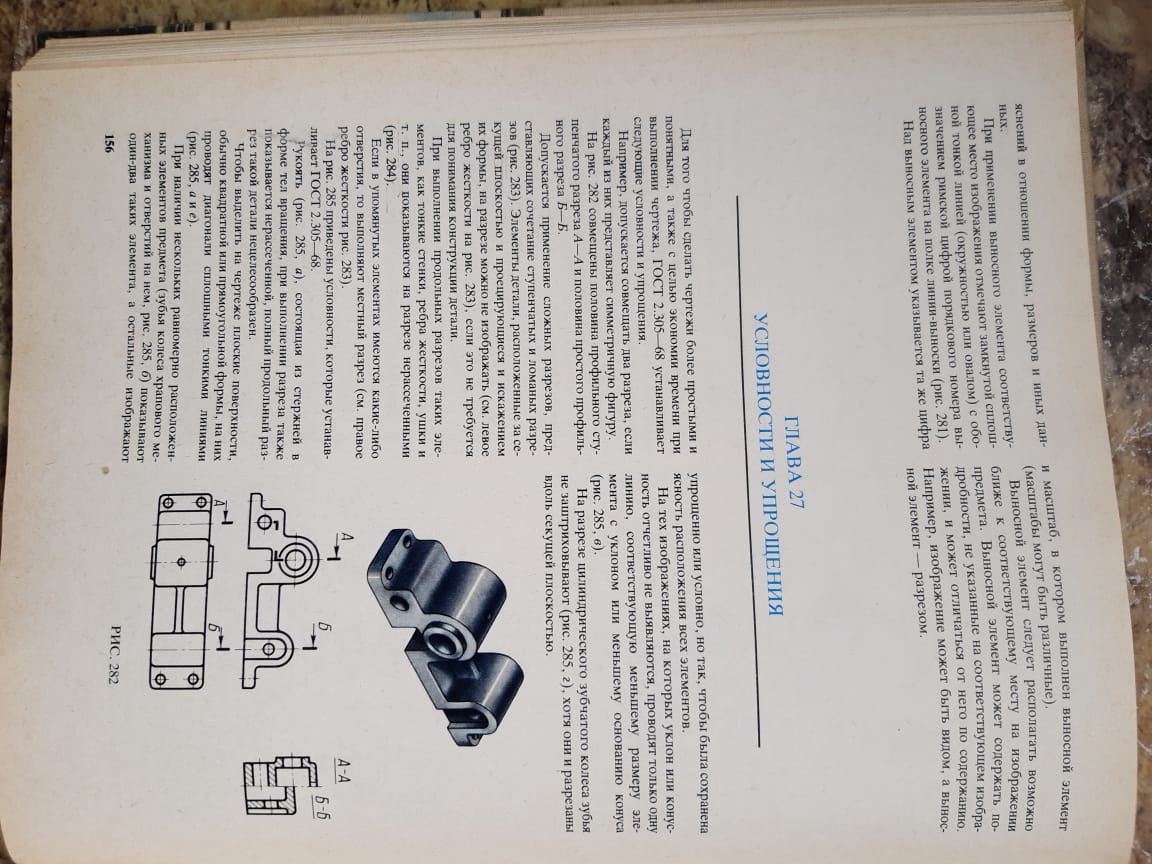 яснений в отношении формы, размеров и иных дан-
ных.
При применении выносного элемента соответству-
ющее место изображения отмечают замкнутой сплош-
ной тонкой линией (окружностью или овалом) с обо-
значением римской цифрой порядкового номера вы-
носного элемента на полке линии-выноски (рис. 281).
Над выносным элементом указывается та же цифра
и масштаб, в котором выполнен выносной элемент
(масштабы могут быть различные).
Выносной элемент следует располагать возможно
ближе к соответствующему месту на изображении
предмета. Выносной элемент может содержать по-
дробности, не указанные на соответствующем изобра-
жении, и может отличаться от него по содержанию.
Например, изображение может быть видом, а вынос-
ной элемент — разрезом.
ГЛАВА 27
УСЛОВНОСТИ И УПРОЩЕНИЯ
Для того чтобы сделать чертежи более простыми и
понятными, а также с целью экономии времени при
выполнении чертежа, ГОСТ 2.305—68 устанавливает
следующие условности и упрощения.
Например, допускается совмещать два разреза, если
каждый из них представляет симметричную фигуру.
На рис. 282 совмещены половина профильного сту-
пенчатого разреза А—А и половина простого профиль-
ного разреза Б—Б.
Допускается применение сложных разрезов, пред-
ставляющих сочетание ступенчатых и ломаных разре-
зов (рис. 283). Элементы детали, расположенные за се-
кущей плоскостью и проецирующиеся с искажением
их формы, на разрезе можно не изображать (см. левое
ребро жесткости на рис. 283), если это не требуется
для понимания конструкции детали.
При выполнении продольных разрезов таких эле-
ментов, как тонкие стенки, ребра жесткости, ушки и
т. п., они показываются на разрезе нерассеченными
(рис. 284).
Если в упомянутых элементах имеются какие-либо
отверстия, то выполняют местный разрез (см. правое
ребро жесткости рис. 283).
На рис. 285 приведены условности, которые устанав-
ливает ГОСТ 2.305—68.
Рукоять (рис. 285, а), состоящая из стержней в
форме тел вращения, при выполнении разреза также
показывается нерассеченной, полный продольный раз-
рез такой детали нецелесообразен.
Чтобы выделить на чертеже плоские поверхности,
обычно квадратной или прямоугольной формы, на них
проводят диагонали сплошными тонкими линиями
(рис. 285, а и е).
При наличии нескольких равномерно расположен-
ных элементов предмета (зубья колеса храпового ме-
ханизма и отверстий на нем, рис. 285, б) показывают
один-два таких элемента, а остальные изображают
упрощенно или условно, но так, чтобы была сохранена
ясность расположения всех элементов.
На тех изображениях, на которых уклон или конус-
ность отчетливо не выявляются, проводят только одну
линию, соответствующую меньшему размеру эле-
мента с уклоном или меньшему основанию конуса
(рис. 285, в).
На разрезе цилиндрического зубчатого колеса зубья
не заштриховывают (рис. 285, г), хотя они и разрезаны
вдоль секущей плоскостью.
А
Б
А-А
Б-Б
А
Б
РИС. 282
156